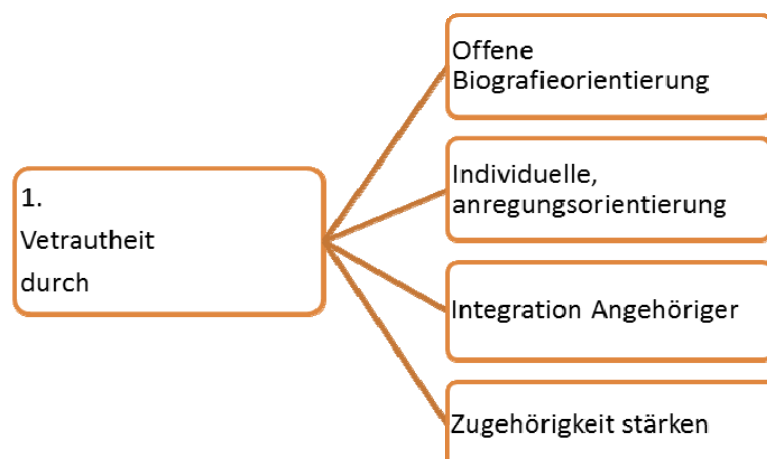 1.
Vetrautheit
durch
Offene
Biografieorientierung
Individuelle,
anregungsorientierung
Integration Angehöriger
Zugehörigkeit stärken